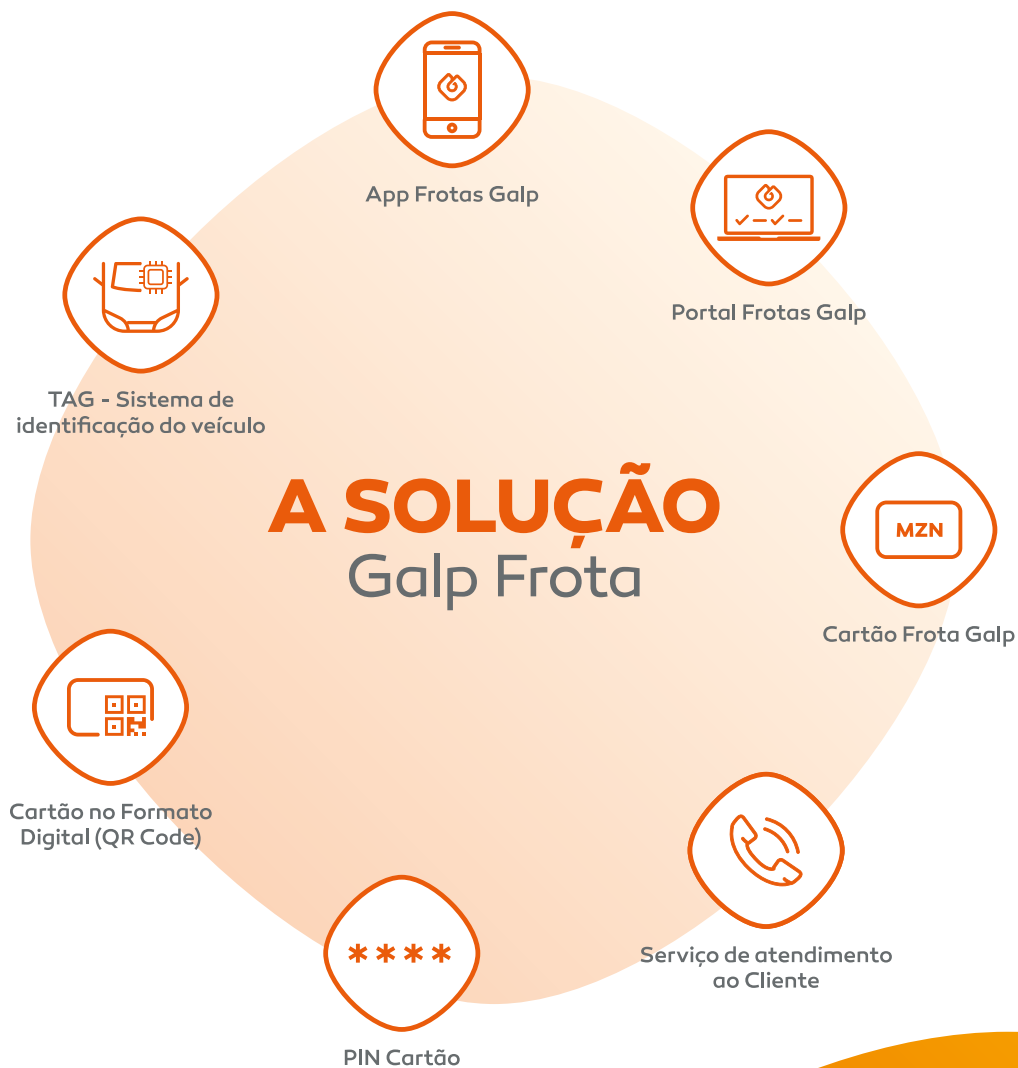 App Frotas Galp
Portal Frotas Galp
TAG - Sistema de
identificação do veículo
A SOLUÇÃO
Galp Frota
MZN
Cartão Frota Galp
Cartão no Formato
Digital (QR Code)
Serviço de atendimento
ao Cliente
****
PIN Cartão